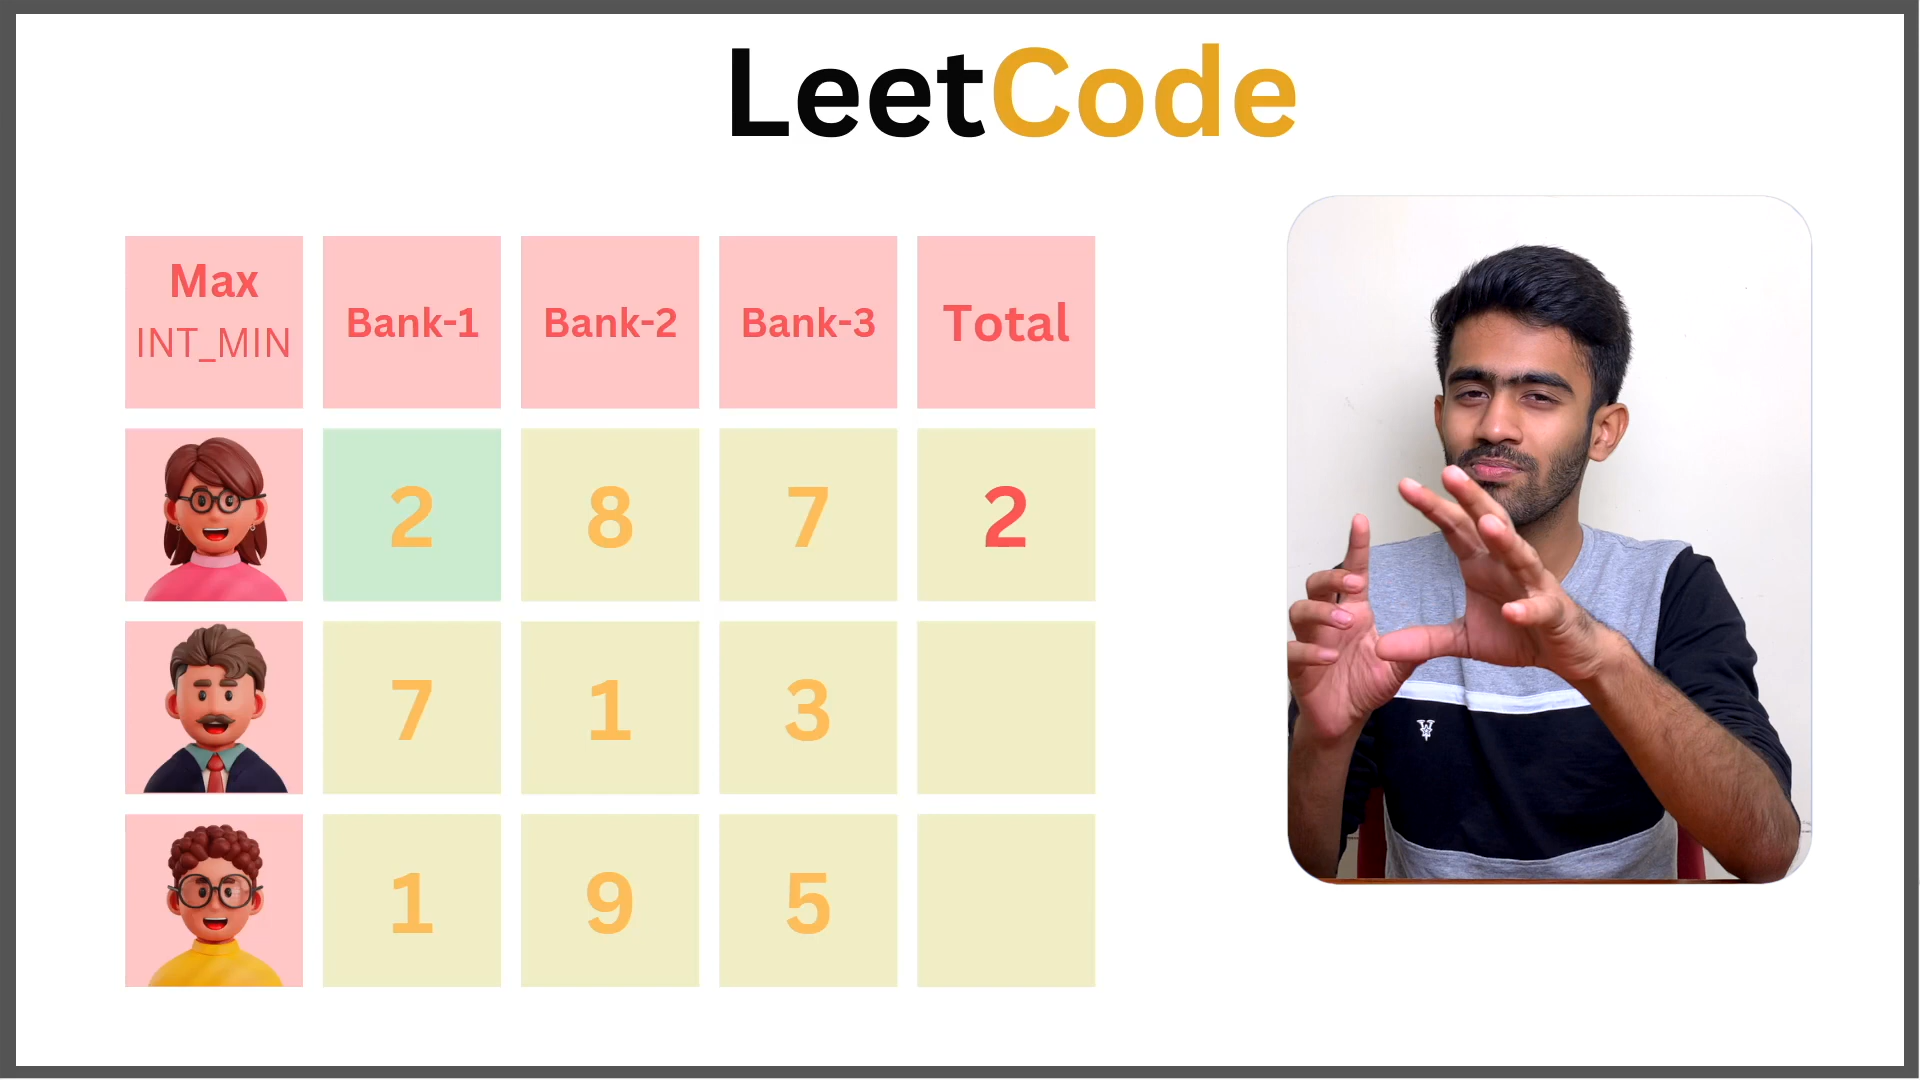 LeetCode
Max
INT_MIN
Bank-1
Bank-2
Bank-3
Total
2 8 7 2
7 1 3
1 9 5